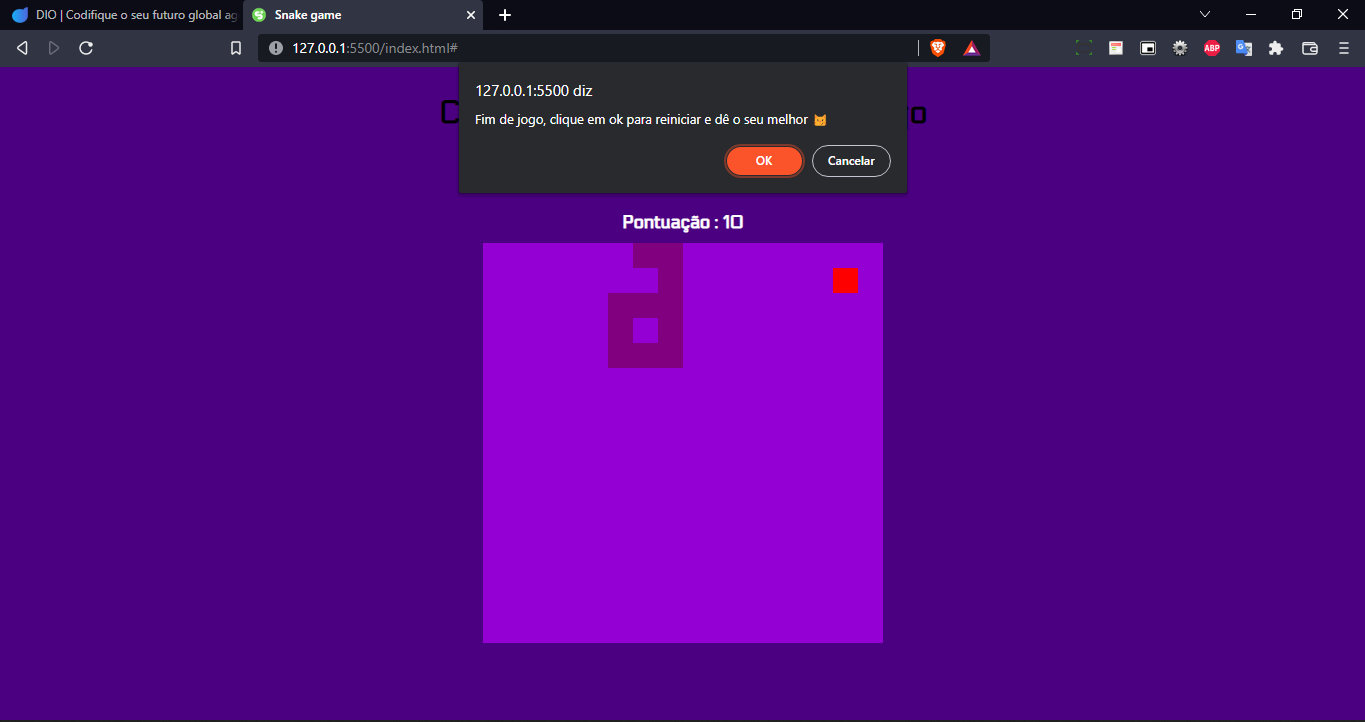 DIO | Codifique o seu futuro global ag
Snake game
127.0.0.1:5500/index.html#
ABP
127.0.0.1:5500 diz
Fim de jogo, clique em ok para reiniciar e dê o seu melhor 😺
OK
Cancelar
Pontuação : 10